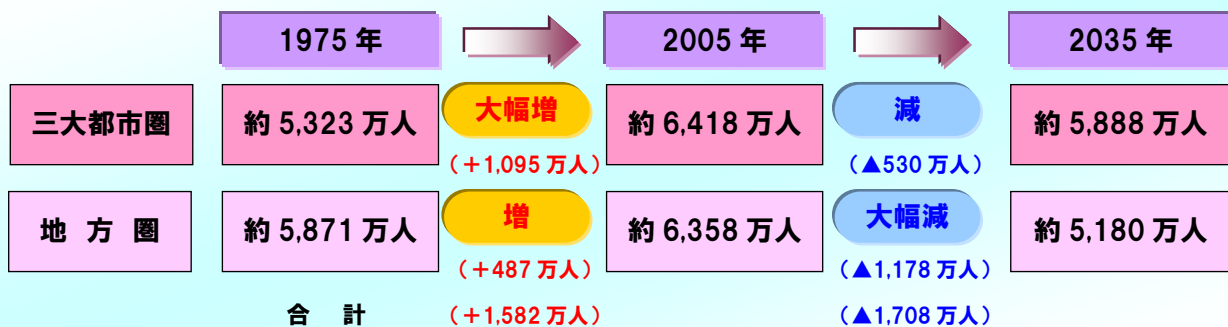 1975 年 2005 年 2035 年
三大都市圏 約 5,323 万人 大幅増 約 6,418 万人 減 約 5,888 万人
(+1,095 万人) (▲530 万人)
地 方 圏 約 5,871 万人 増 約 6,358 万人 大幅減 約 5,180 万人
(+487 万人) (▲1,178 万人)
合 計 (+1,582 万人) (▲1,708 万人)